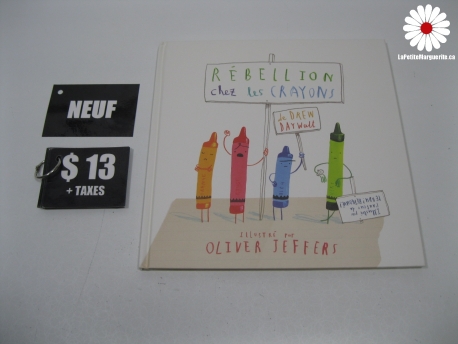 LaPetiteMarguerite.ca
NEUF
$ 13
+ TAXES
RÉBELLION
chez les CRAYONS
de DREW
DAYWALT
ILLUSTRÉ PAR
OLIVER JEFFERS